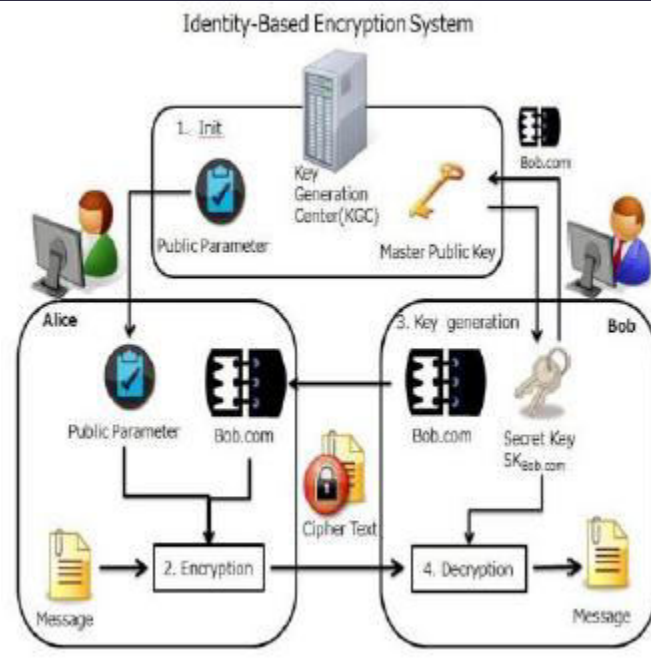 Identity-Based Encryption System
1. Init
Key
Generation
Center(KGC)
Bob.com
Public Parameter
Master Public Key
Alice
3. Key generation
Bob
Public Parameter
Bob.com
Bob.com
Secret Key
SK_Bob.com
Cipher Text
2. Encryption
4. Decryption
Message
Message